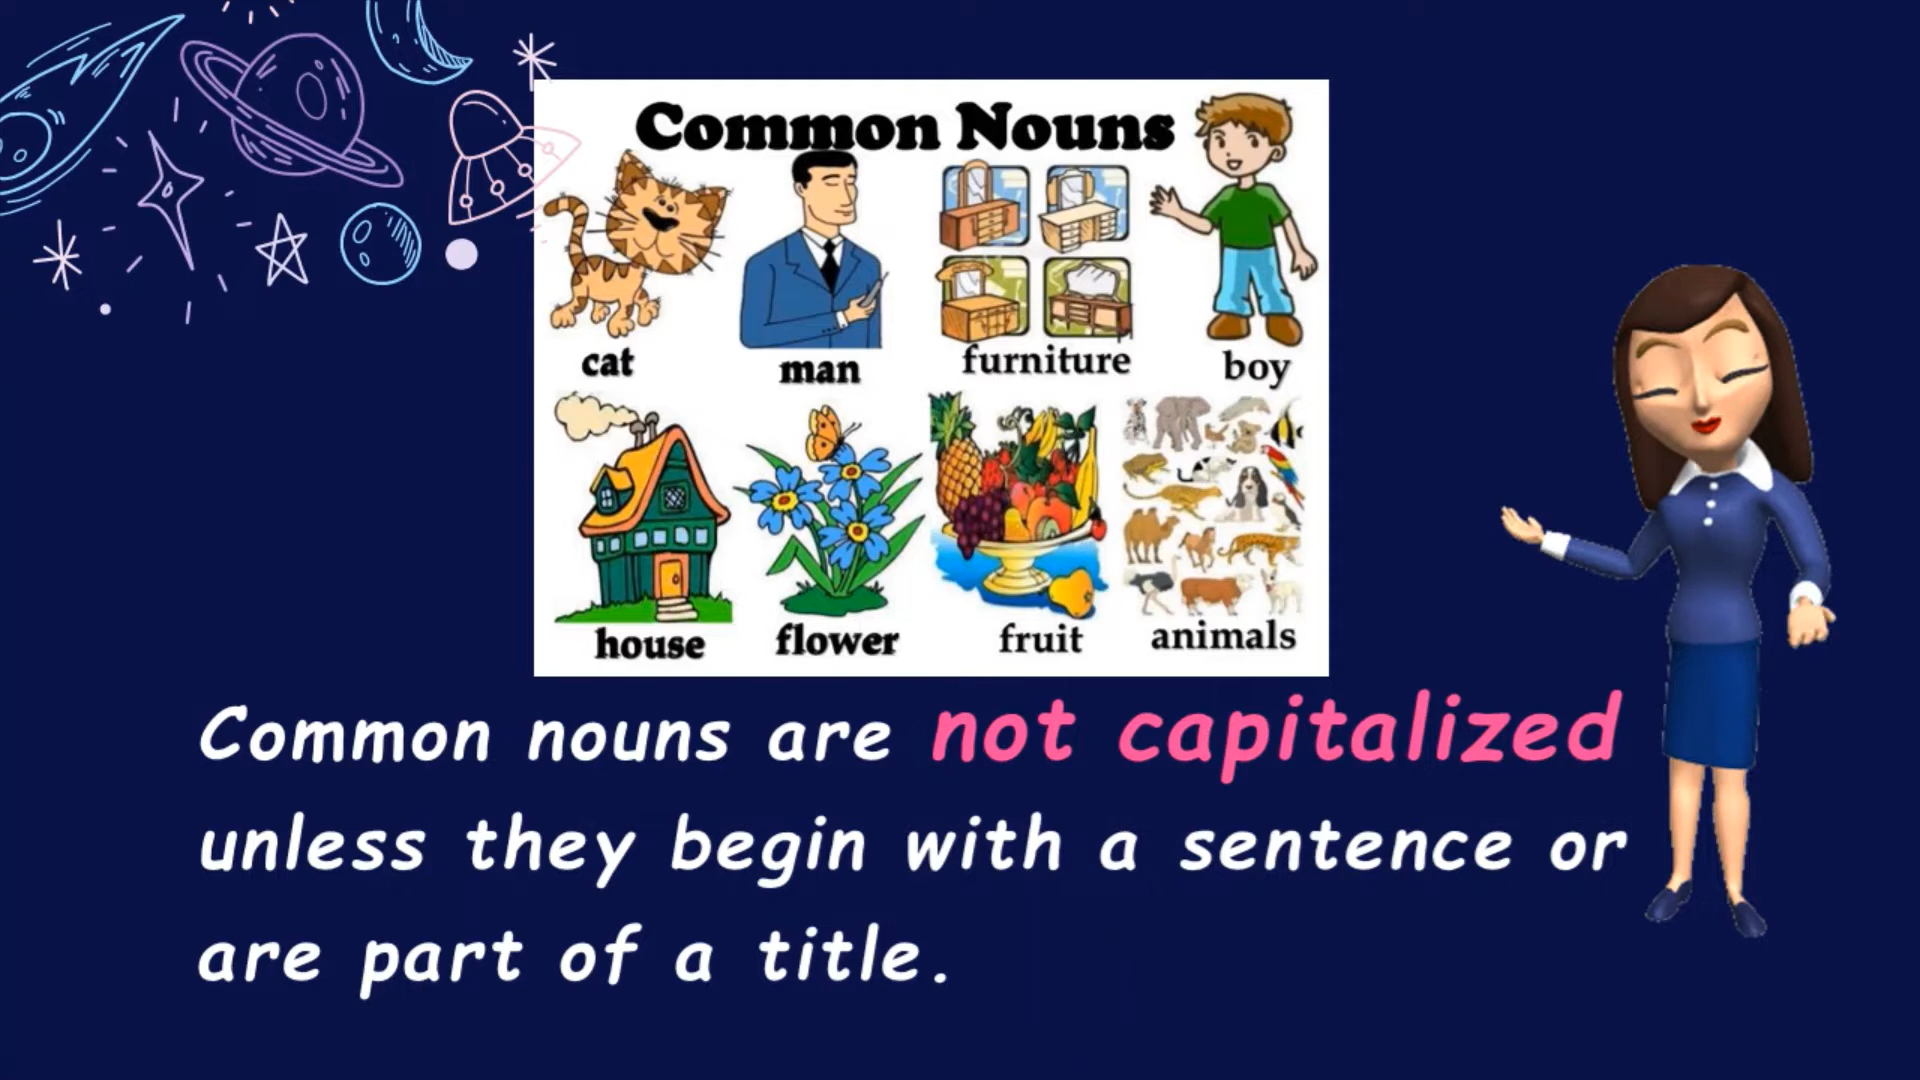 Common Nouns
cat
man
furniture
boy
house
flower
fruit
animals
Common nouns are not capitalized
unless they begin with a sentence or
are part of a title.